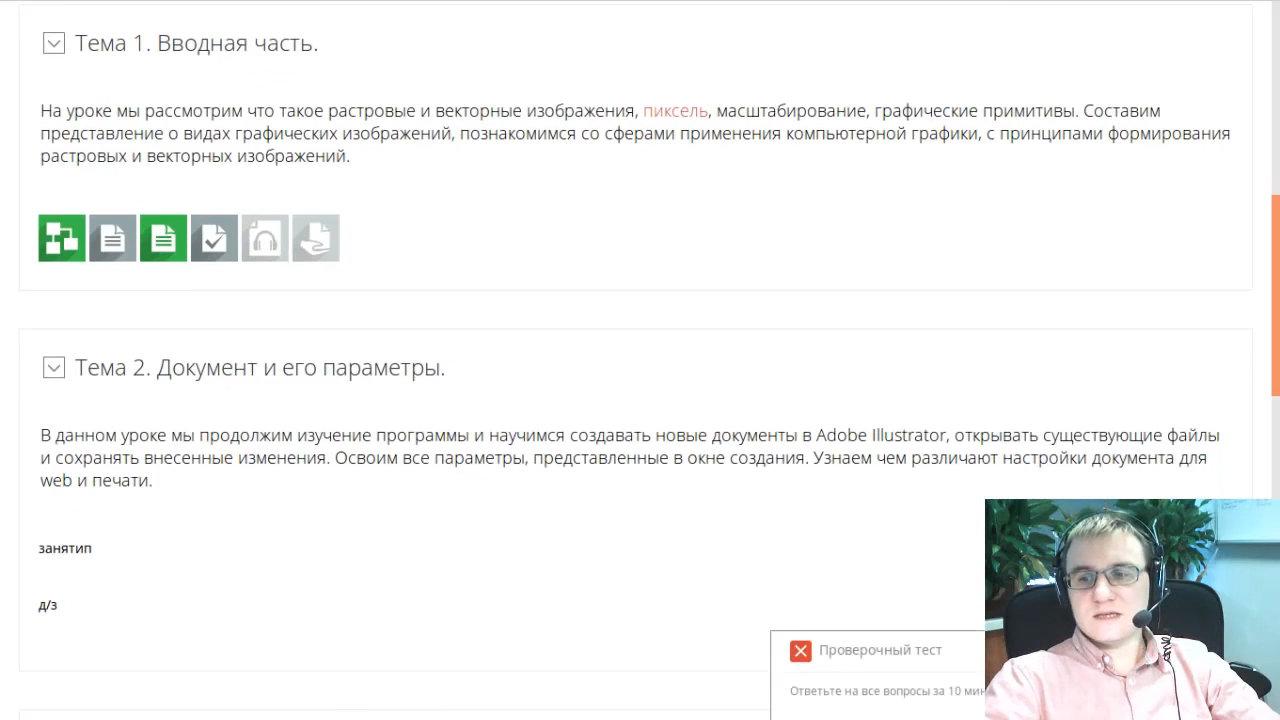 Тема 1. Вводная часть.
На уроке мы рассмотрим что такое растровые и векторные изображения, пиксель, масштабирование, графические примитивы. Составим
представление о видах графических изображений, познакомимся со сферами применения компьютерной графики, с принципами формирования
растровых и векторных изображений.
Тема 2. Документ и его параметры.
В данном уроке мы продолжим изучение программы и научимся создавать новые документы в Adobe Illustrator, открывать существующие файлы
и сохранять внесенные изменения. Освоим все параметры, представленные в окне создания. Узнаем чем различают настройки документа для
web и печати.
занятип
д/з
Проверочный тест
Ответьте на все вопросы за 10 мин